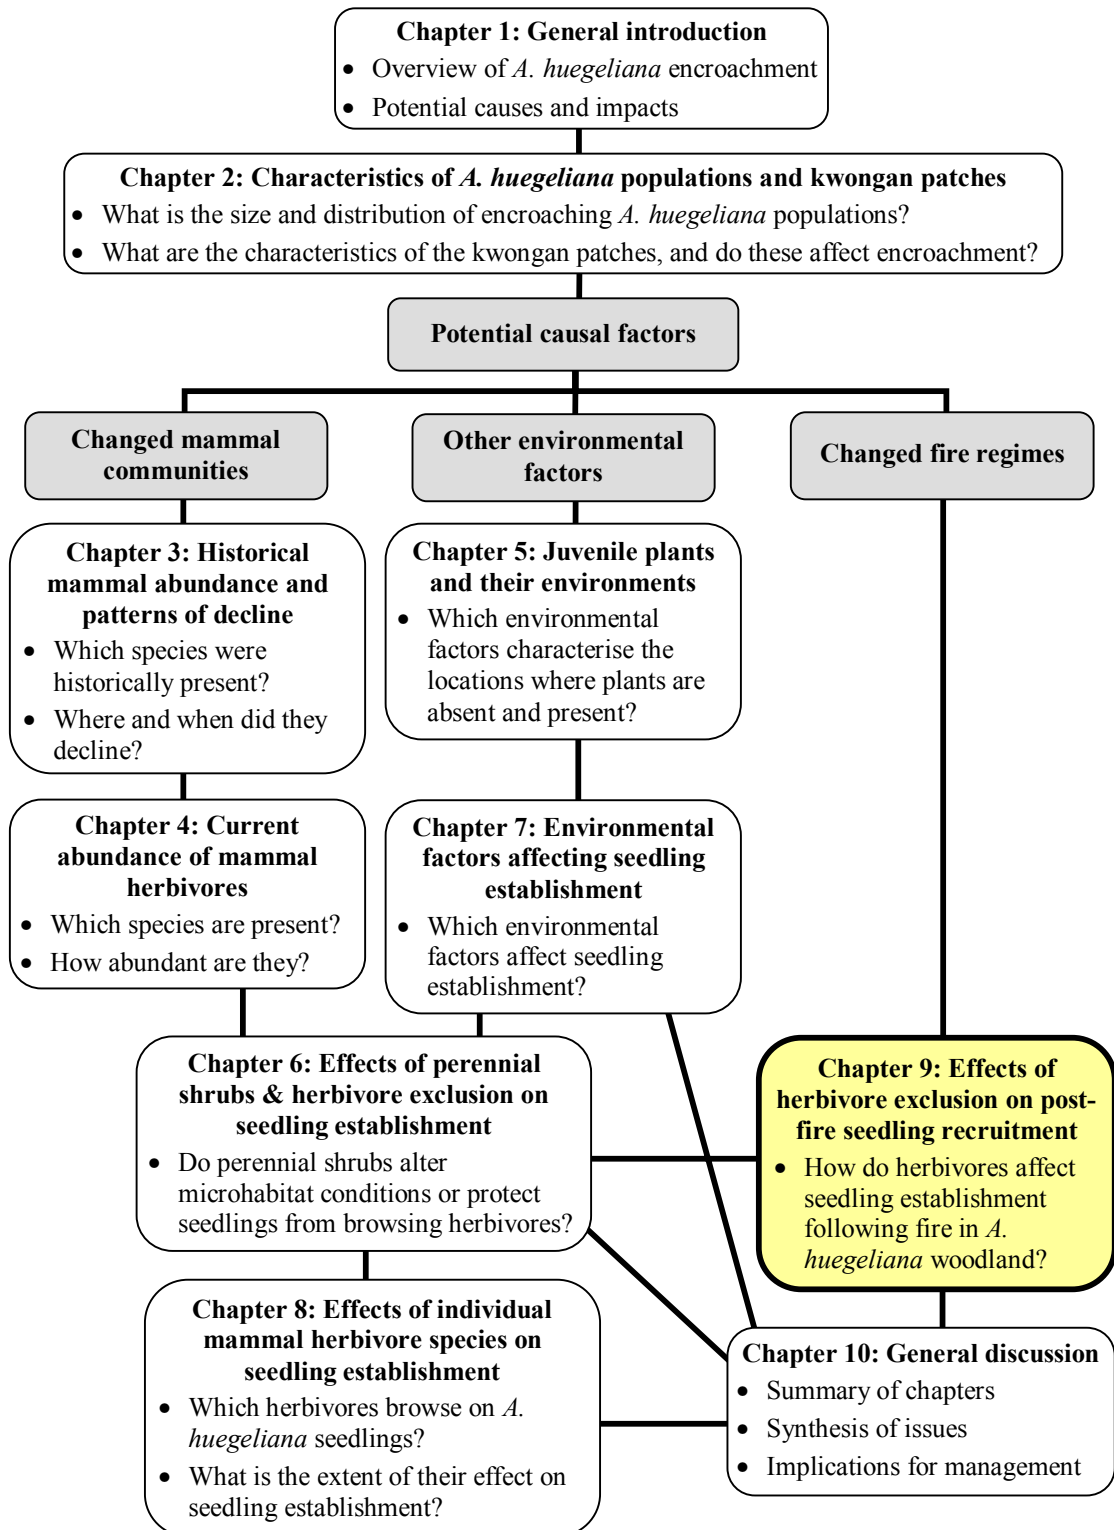 Chapter 1: General introduction
• Overview of A. huegeliana encroachment
• Potential causes and impacts
Chapter 2: Characteristics of A. huegeliana populations and kwongan patches
• What is the size and distribution of encroaching A. huegeliana populations?
• What are the characteristics of the kwongan patches, and do these affect encroachment?
Potential causal factors
Changed mammal
communities
Other environmental
factors
Changed fire regimes
Chapter 3: Historical
mammal abundance and
patterns of decline
• Which species were
historically present?
• Where and when did they
decline?
Chapter 5: Juvenile plants
and their environments
• Which environmental
factors characterise the
locations where plants are
absent and present?
Chapter 4: Current
abundance of mammal
herbivores
• Which species are present?
• How abundant are they?
Chapter 7: Environmental
factors affecting seedling
establishment
• Which environmental
factors affect seedling
establishment?
Chapter 6: Effects of perennial
shrubs & herbivore exclusion on
seedling establishment
• Do perennial shrubs alter
microhabitat conditions or protect
seedlings from browsing herbivores?
Chapter 9: Effects of
herbivore exclusion on post-
fire seedling recruitment
• How do herbivores affect
seedling establishment
following fire in A.
huegeliana woodland?
Chapter 8: Effects of individual
mammal herbivore species on
seedling establishment
• Which herbivores browse on A.
huegeliana seedlings?
• What is the extent of their effect on
seedling establishment?
Chapter 10: General discussion
• Summary of chapters
• Synthesis of issues
• Implications for management